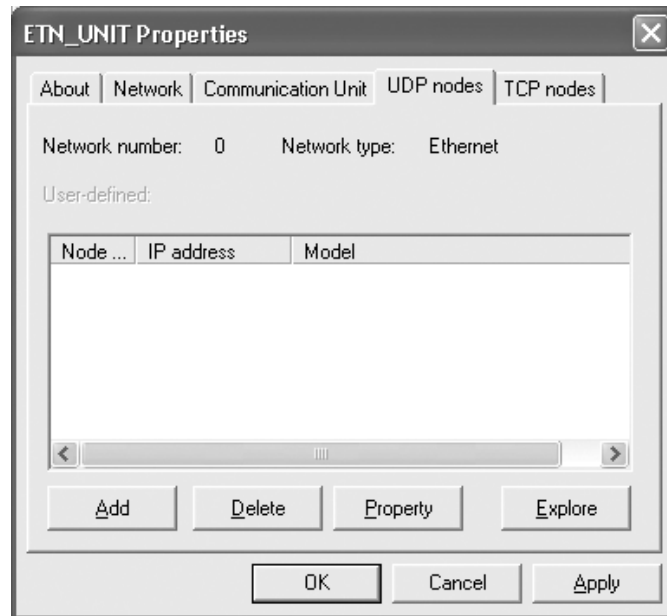 ETN_UNIT Properties
About Network Communication Unit UDP nodes TCP nodes
Network number: 0 Network type: Ethernet
User-defined:
Node ... IP address Model
Add Delete Property Explore
OK Cancel Apply